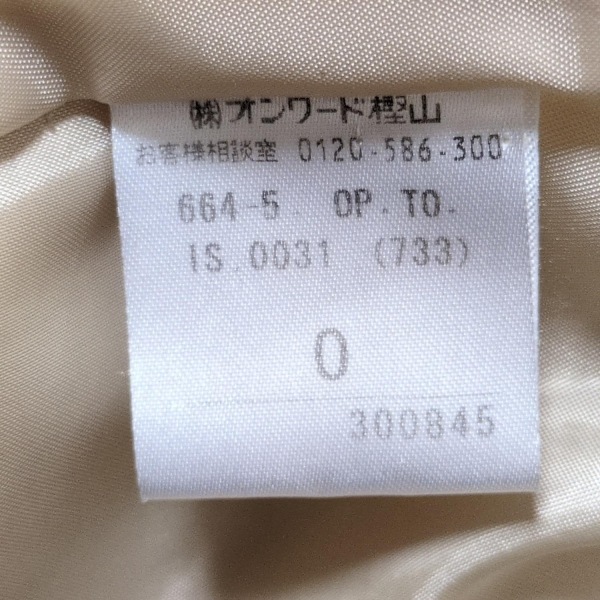 ㈱オンワード樫山
お客様相談室 0120-586-300
664-5. OP.TO.
IS.0031 (733)
0
300845